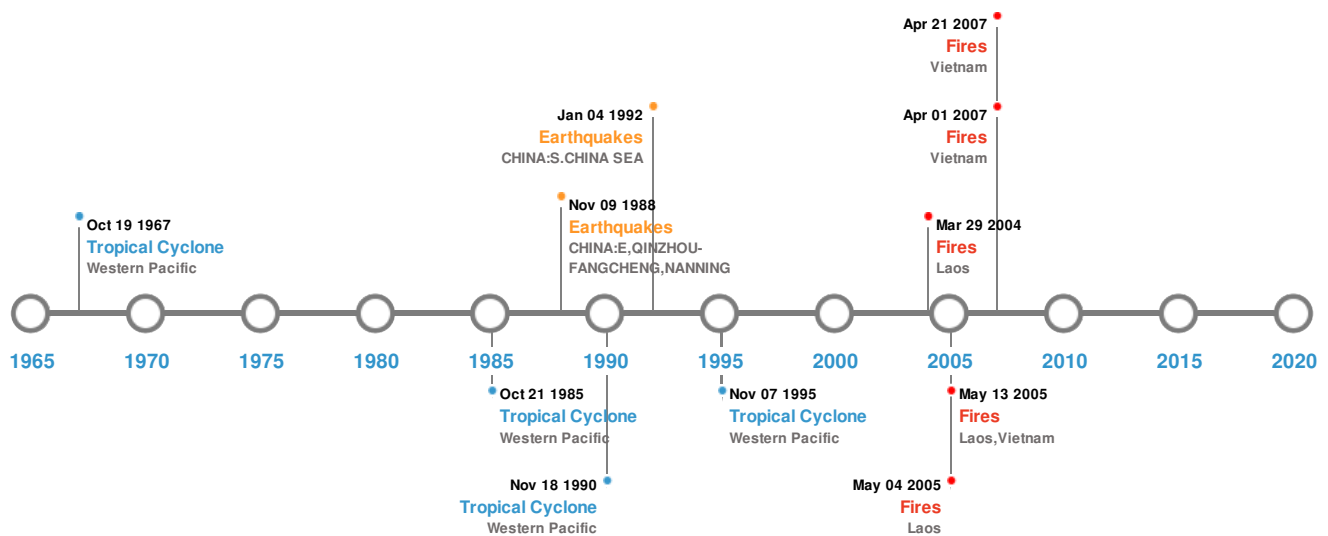 Apr 21 2007
Fires
Vietnam
Jan 04 1992
Earthquakes
CHINA:S.CHINA SEA
Apr 01 2007
Fires
Vietnam
Nov 09 1988
Earthquakes
CHINA:E,QINZHOU-
FANGCHENG,NANNING
Oct 19 1967
Tropical Cyclone
Western Pacific
Mar 29 2004
Fires
Laos
1965 1970 1975 1980 1985 1990 1995 2000 2005 2010 2015 2020
Oct 21 1985
Tropical Cyclone
Western Pacific
Nov 07 1995
Tropical Cyclone
Western Pacific
May 13 2005
Fires
Laos,Vietnam
Nov 18 1990
Tropical Cyclone
Western Pacific
May 04 2005
Fires
Laos